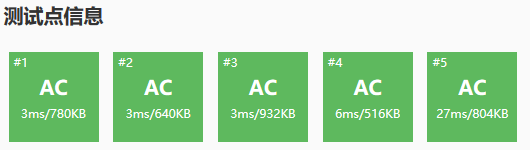 测试点信息
#1 #2 #3 #4 #5
AC AC AC AC AC
3ms/780KB 3ms/640KB 3ms/932KB 6ms/516KB 27ms/804KB